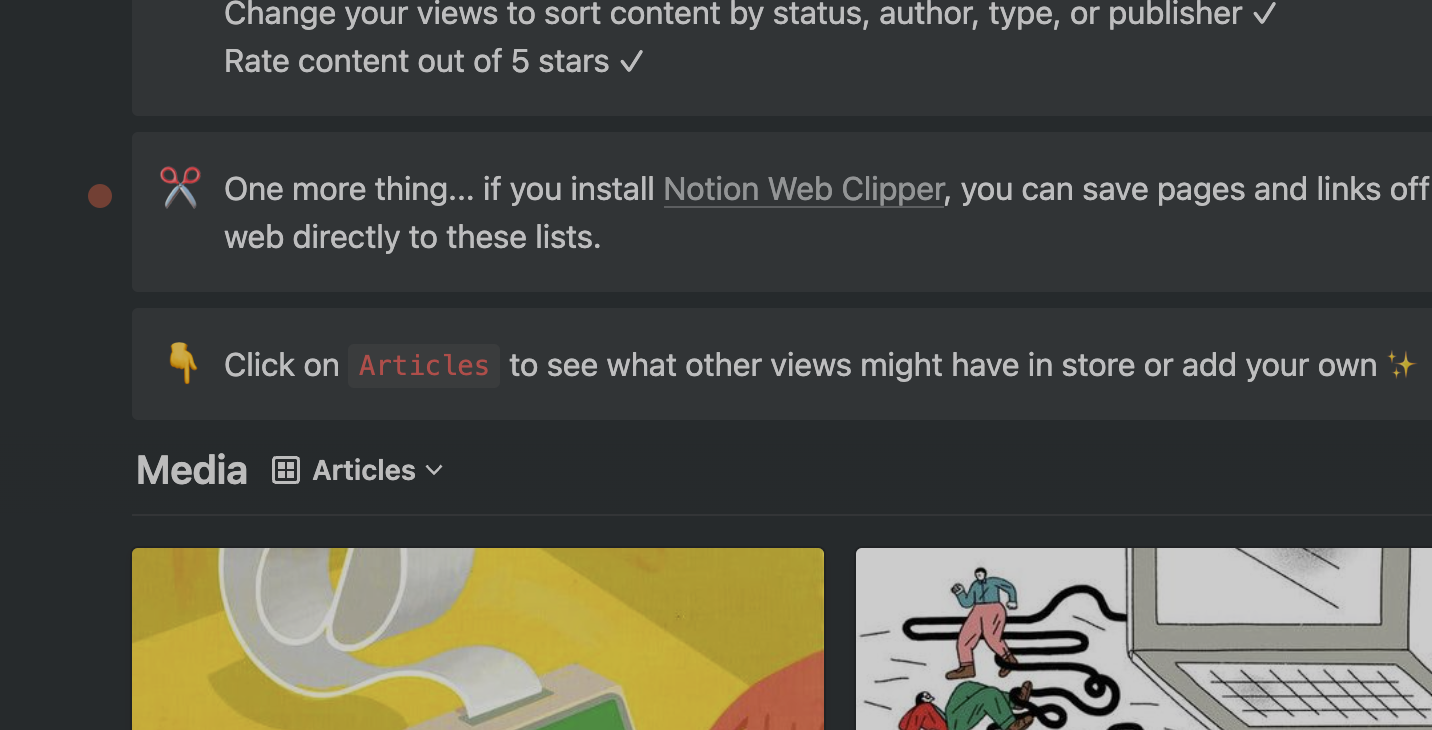 Change your views to sort content by status, author, type, or publisher ✓
Rate content out of 5 stars ✓
One more thing... if you install Notion Web Clipper, you can save pages and links off
web directly to these lists.
Click on Articles to see what other views might have in store or add your own ✨
Media Articles